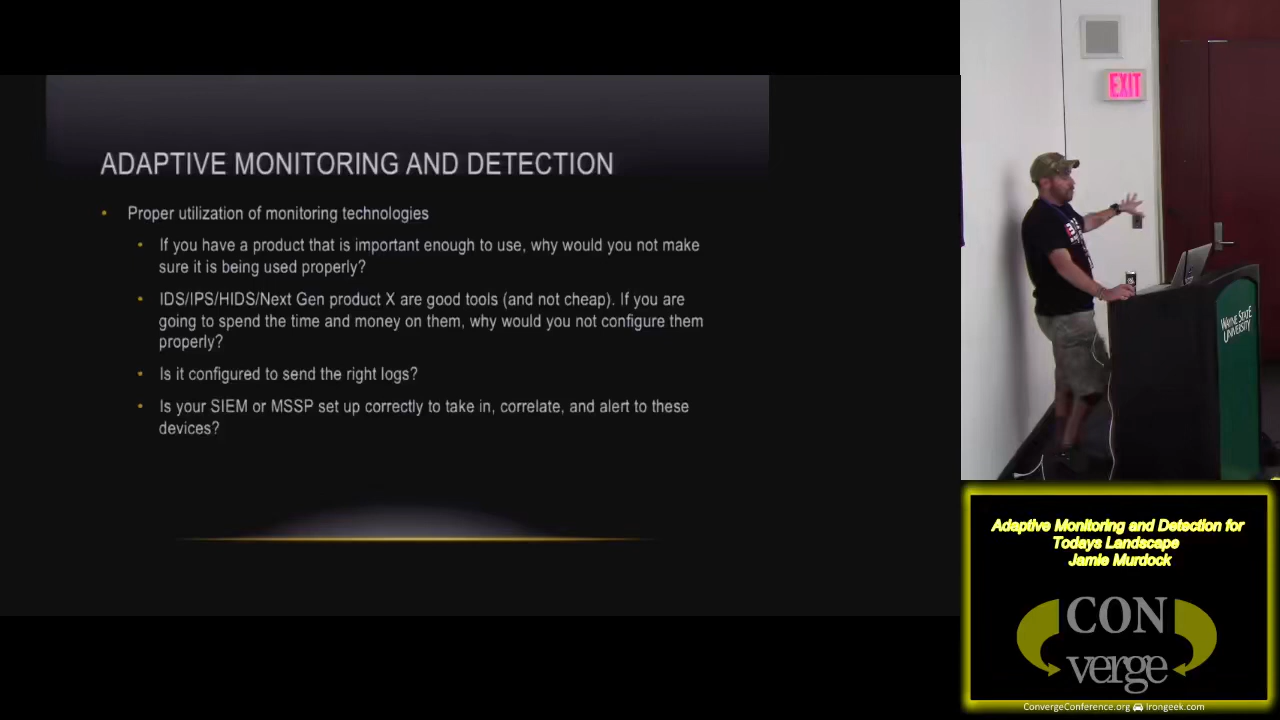 ADAPTIVE MONITORING AND DETECTION
Proper utilization of monitoring technologies
If you have a product that is important enough to use, why would you not make
sure it is being used properly?
IDS/IPS/HIDS/Next Gen product X are good tools (and not cheap). If you are
going to spend the time and money on them, why would you not configure them
properly?
Is it configured to send the right logs?
Is your SIEM or MSSP set up correctly to take in, correlate, and alert to these
devices?
EXIT
WAYNE STATE
UNIVERSITY
Adaptive Monitoring and Detection for
Todays Landscape
Jamie Murdock
CON
verge
ConvergeConference.org Irongeek.com